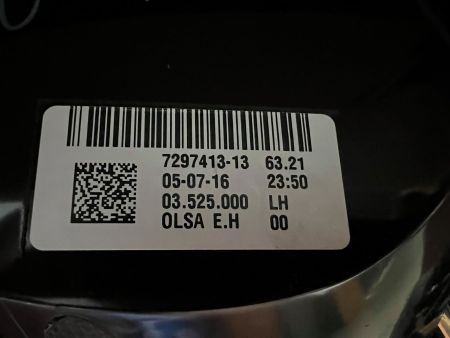 7297413-13 63.21
05-07-16 23:50
03.525.000 LH
OLSA E.H 00